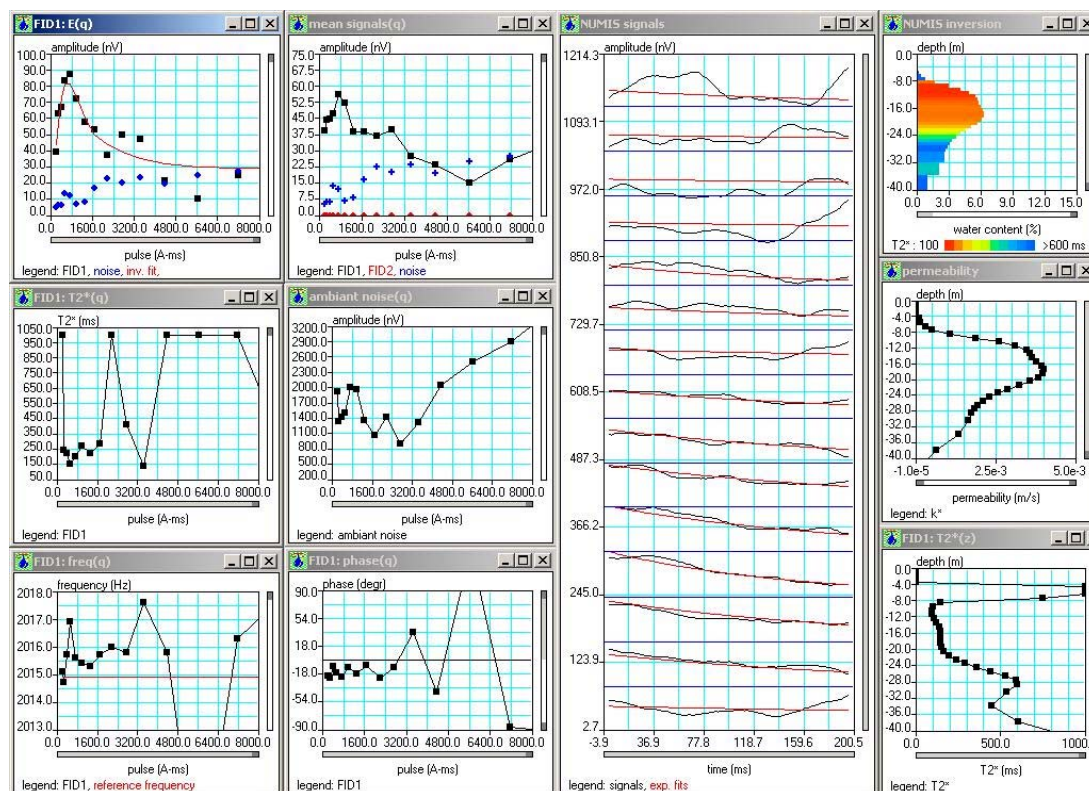 FID1: E(q)
amplitude (nV)
100.0
90.0
80.0
70.0
60.0
50.0
40.0
30.0
20.0
10.0
0.0
0.0 1600.0 3200.0 4800.0 6400.0 8000.0
pulse (A-ms)
legend: FID1, noise, inv. fit,
mean signals(q)
amplitude (nV)
75.0
67.5
60.0
52.5
45.0
37.5
30.0
22.5
15.0
7.5
0.0
0.0 1600.0 3200.0 4800.0 6400.0 8000.0
pulse (A-ms)
legend: FID1, FID2, noise
NUMIS signals
amplitude (nV)
1214.3
1093.1
972.0
850.8
729.7
608.5
487.3
366.2
245.0
123.9
2.7
-3.9 36.9 77.8 118.7 159.6 200.5
time (ms)
legend: signals, exp. fits
NUMIS inversion
depth (m)
0.0
-8.0
-16.0
-24.0
-32.0
-40.0
0.0 3.0 6.0 9.0 12.0 15.0
water content (%)
T2* : 100 >600 ms
FID1: T2*(q)
T2* (ms)
1050.0
950.0
850.0
750.0
650.0
550.0
450.0
350.0
250.0
150.0
50.0
0.0 1600.0 3200.0 4800.0 6400.0 8000.0
pulse (A-ms)
legend: FID1
ambiant noise(q)
amplitude (nV)
3200.0
2900.0
2600.0
2300.0
2000.0
1700.0
1400.0
1100.0
800.0
500.0
200.0
0.0 1600.0 3200.0 4800.0 6400.0 8000.0
pulse (A-ms)
legend: ambiant noise
permeability
depth (m)
0.0
-4.0
-8.0
-12.0
-16.0
-20.0
-24.0
-28.0
-32.0
-36.0
-40.0
-1.0e-5 2.5e-3 5.0e-3
permeability (m/s)
legend: k*
FID1: freq(q)
frequency (Hz)
2018.0
2017.0
2016.0
2015.0
2014.0
2013.0
0.0 1600.0 3200.0 4800.0 6400.0 8000.0
pulse (A-ms)
legend: FID1, reference frequency
FID1: phase(q)
phase (degr)
90.0
54.0
18.0
-18.0
-54.0
-90.0
0.0 1600.0 3200.0 4800.0 6400.0 8000.0
pulse (A-ms)
legend: FID1
FID1: T2*(z)
depth (m)
0.0
-4.0
-8.0
-12.0
-16.0
-20.0
-24.0
-28.0
-32.0
-36.0
-40.0
0.0 500.0 1000.0
T2* (ms)
legend: T2*